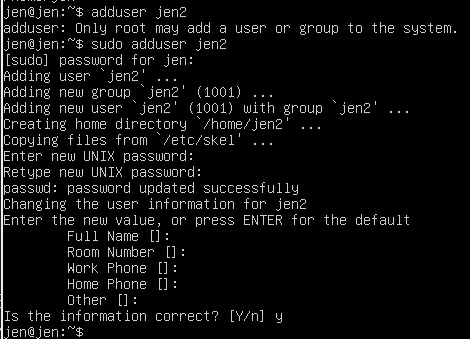 jen@jen:~$ adduser jen2
adduser: Only root may add a user or group to the system.
jen@jen:~$ sudo adduser jen2
[sudo] password for jen:
Adding user `jen2' ...
Adding new group `jen2' (1001) ...
Adding new user `jen2' (1001) with group `jen2' ...
Creating home directory `/home/jen2' ...
Copying files from `/etc/skel' ...
Enter new UNIX password:
Retype new UNIX password:
passwd: password updated successfully
Changing the user information for jen2
Enter the new value, or press ENTER for the default
        Full Name []:
        Room Number []:
        Work Phone []:
        Home Phone []:
        Other []:
Is the information correct? [Y/n] y
jen@jen:~$